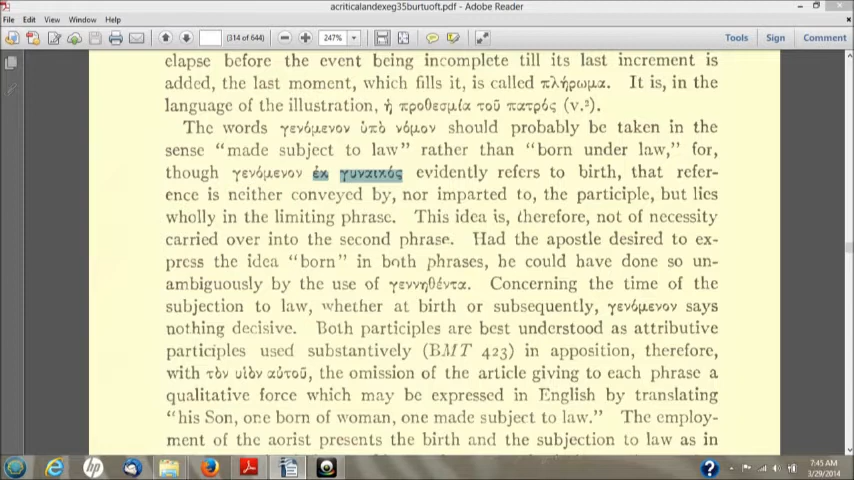 acriticalandexeg35burtuoft.pdf - Adobe Reader
File Edit View Window Help
(314 of 644) 247% Tools Sign Comment
elapse before the event being incomplete till its last increment is
added, the last moment, which fills it, is called πλήρωμα. It is, in the
language of the illustration, ἡ προθεσμία τοῦ πατρός (v.²).
The words γενόμενον ὑπὸ νόμον should probably be taken in the
sense “made subject to law” rather than “born under law,” for,
though γενόμενον ἐκ γυναικός evidently refers to birth, that refer-
ence is neither conveyed by, nor imparted to, the participle, but lies
wholly in the limiting phrase. This idea is, therefore, not of necessity
carried over into the second phrase. Had the apostle desired to ex-
press the idea “born” in both phrases, he could have done so un-
ambiguously by the use of γεννηθέντα. Concerning the time of the
subjection to law, whether at birth or subsequently, γενόμενον says
nothing decisive. Both participles are best understood as attributive
participles used substantively (BMT 423) in apposition, therefore,
with τὸν υἱὸν αὐτοῦ, the omission of the article giving to each phrase a
qualitative force which may be expressed in English by translating
“his Son, one born of woman, one made subject to law.” The employ-
ment of the aorist presents the birth and the subjection to law as in
hp ? 7:45 AM
3/29/2014